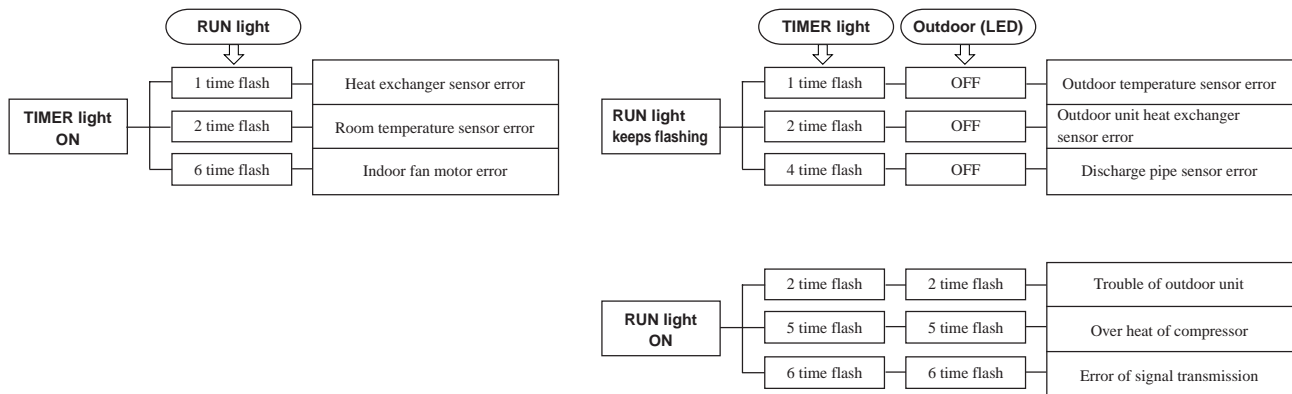 RUN light
TIMER light
ON
1 time flash
Heat exchanger sensor error
2 time flash
Room temperature sensor error
6 time flash
Indoor fan motor error
TIMER light
Outdoor (LED)
RUN light
keeps flashing
1 time flash
OFF
Outdoor temperature sensor error
2 time flash
OFF
Outdoor unit heat exchanger
sensor error
4 time flash
OFF
Discharge pipe sensor error
RUN light
ON
2 time flash
2 time flash
Trouble of outdoor unit
5 time flash
5 time flash
Over heat of compressor
6 time flash
6 time flash
Error of signal transmission